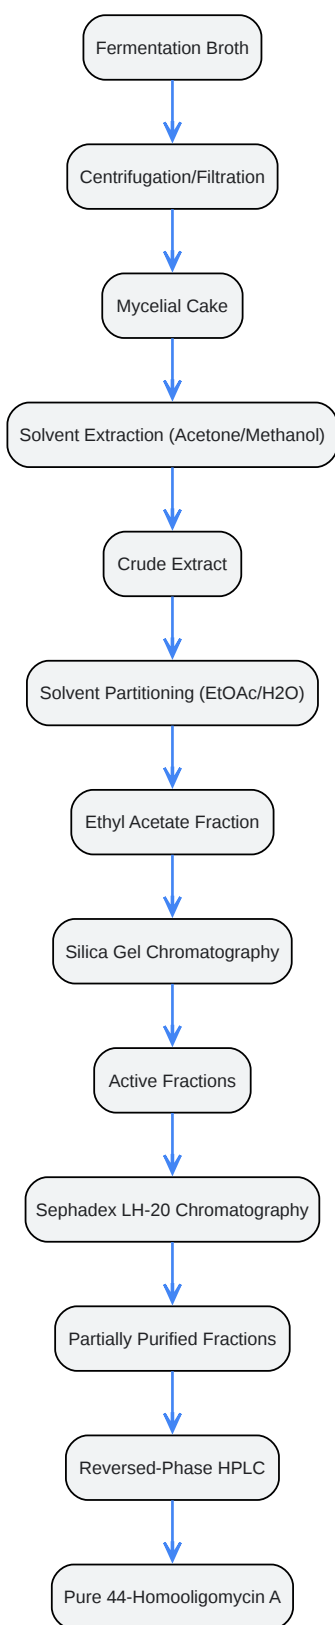 Fermentation Broth
Centrifugation/Filtration
Mycelial Cake
Solvent Extraction (Acetone/Methanol)
Crude Extract
Solvent Partitioning (EtOAc/H2O)
Ethyl Acetate Fraction
Silica Gel Chromatography
Active Fractions
Sephadex LH-20 Chromatography
Partially Purified Fractions
Reversed-Phase HPLC
Pure 44-Homooligomycin A